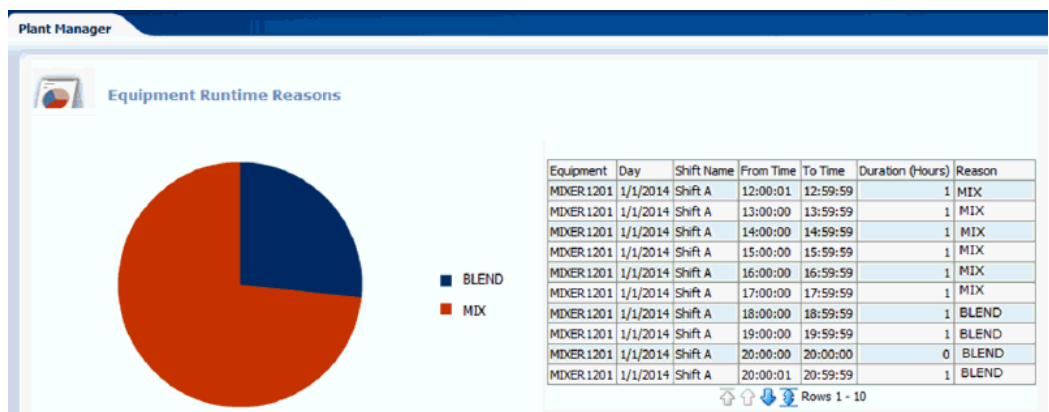 Plant Manager
Equipment Runtime Reasons
BLEND
MIX
Equipment Day Shift Name From Time To Time Duration (Hours) Reason
MIXER1201 1/1/2014 Shift A 12:00:01 12:59:59 1 MIX
MIXER1201 1/1/2014 Shift A 13:00:00 13:59:59 1 MIX
MIXER1201 1/1/2014 Shift A 14:00:00 14:59:59 1 MIX
MIXER1201 1/1/2014 Shift A 15:00:00 15:59:59 1 MIX
MIXER1201 1/1/2014 Shift A 16:00:00 16:59:59 1 MIX
MIXER1201 1/1/2014 Shift A 17:00:00 17:59:59 1 MIX
MIXER1201 1/1/2014 Shift A 18:00:00 18:59:59 1 BLEND
MIXER1201 1/1/2014 Shift A 19:00:00 19:59:59 1 BLEND
MIXER1201 1/1/2014 Shift A 20:00:00 20:00:00 0 BLEND
MIXER1201 1/1/2014 Shift A 20:00:01 20:59:59 1 BLEND
Rows 1 - 10